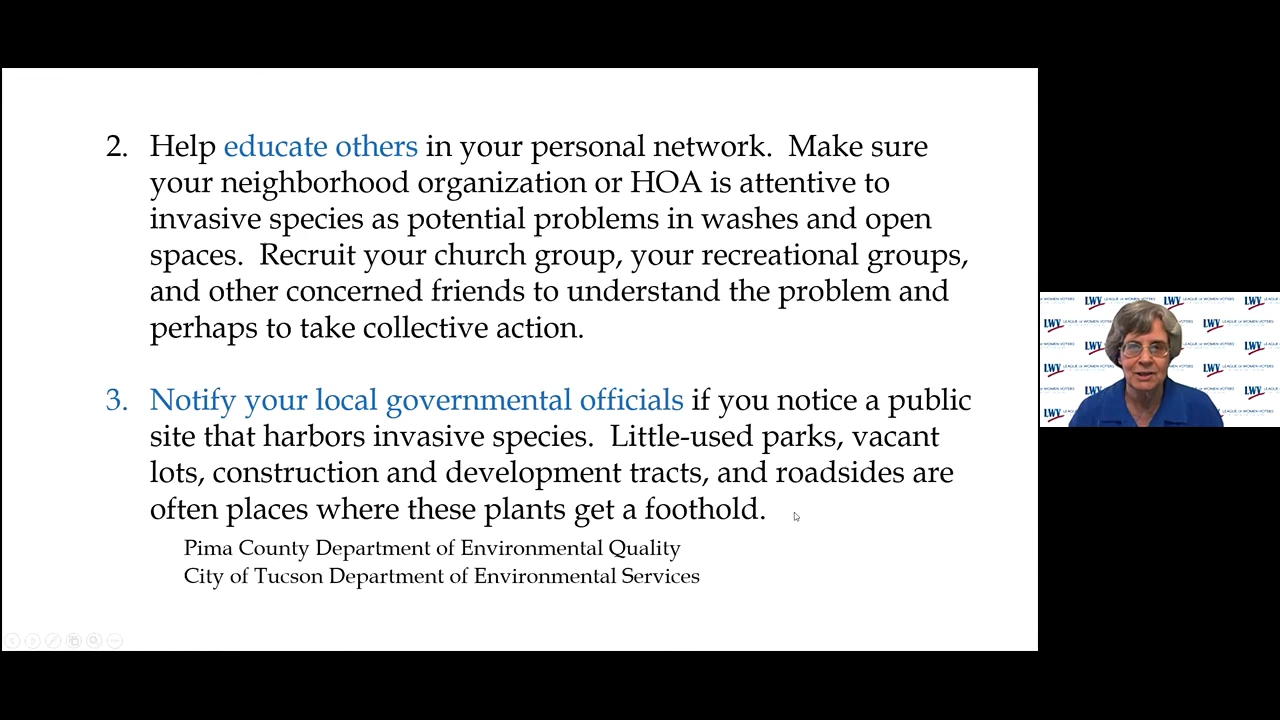 2. Help educate others in your personal network. Make sure
your neighborhood organization or HOA is attentive to
invasive species as potential problems in washes and open
spaces. Recruit your church group, your recreational groups,
and other concerned friends to understand the problem and
perhaps to take collective action.
3. Notify your local governmental officials if you notice a public
site that harbors invasive species. Little-used parks, vacant
lots, construction and development tracts, and roadsides are
often places where these plants get a foothold.
Pima County Department of Environmental Quality
City of Tucson Department of Environmental Services
LWV LEAGUE OF WOMEN VOTERS